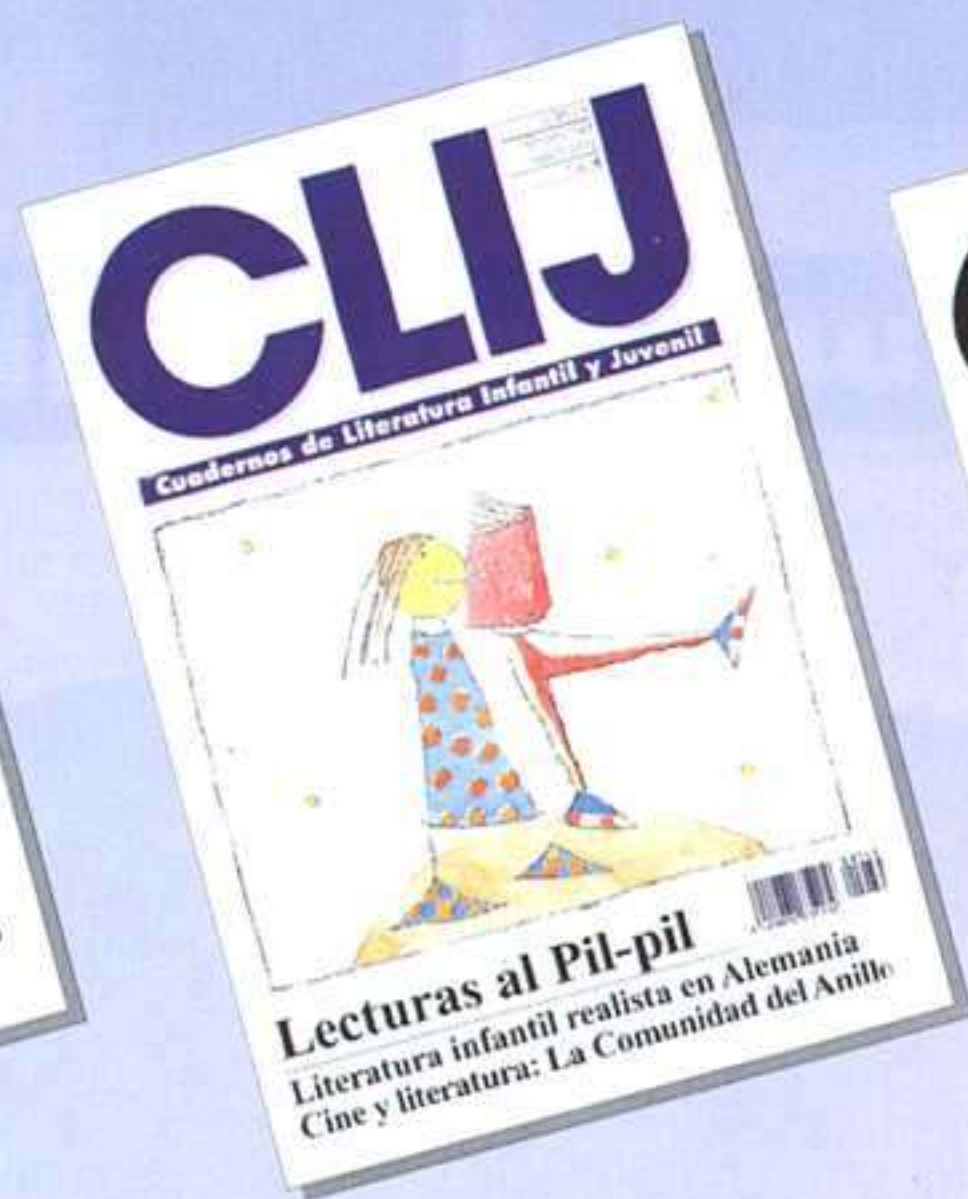 CLIJ
Cuadernos de Literatura Infantil y Juvenil
Lecturas al Pil-pil
Literatura infantil realista en Alemania
Cine y literatura: La Comunidad del Anillo